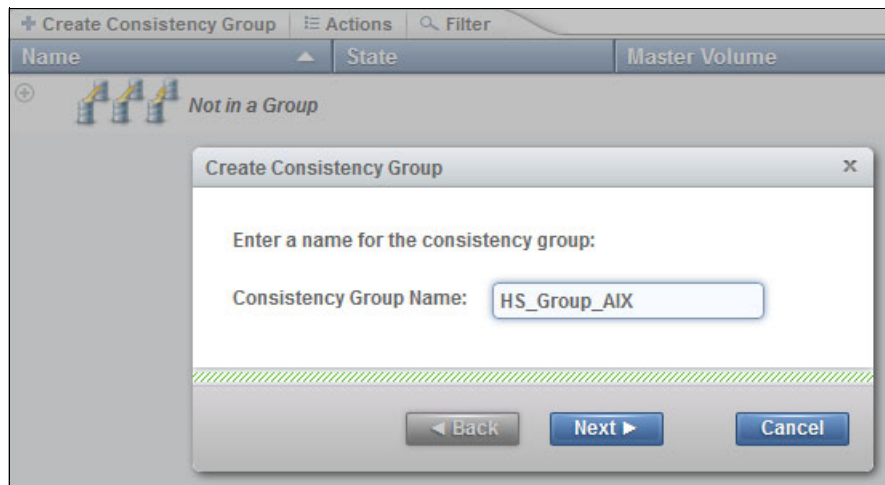 Create Consistency Group Actions Filter
Name State Master Volume
Not in a Group
Create Consistency Group x
Enter a name for the consistency group:
Consistency Group Name: HS_Group_AIX
Back Next Cancel